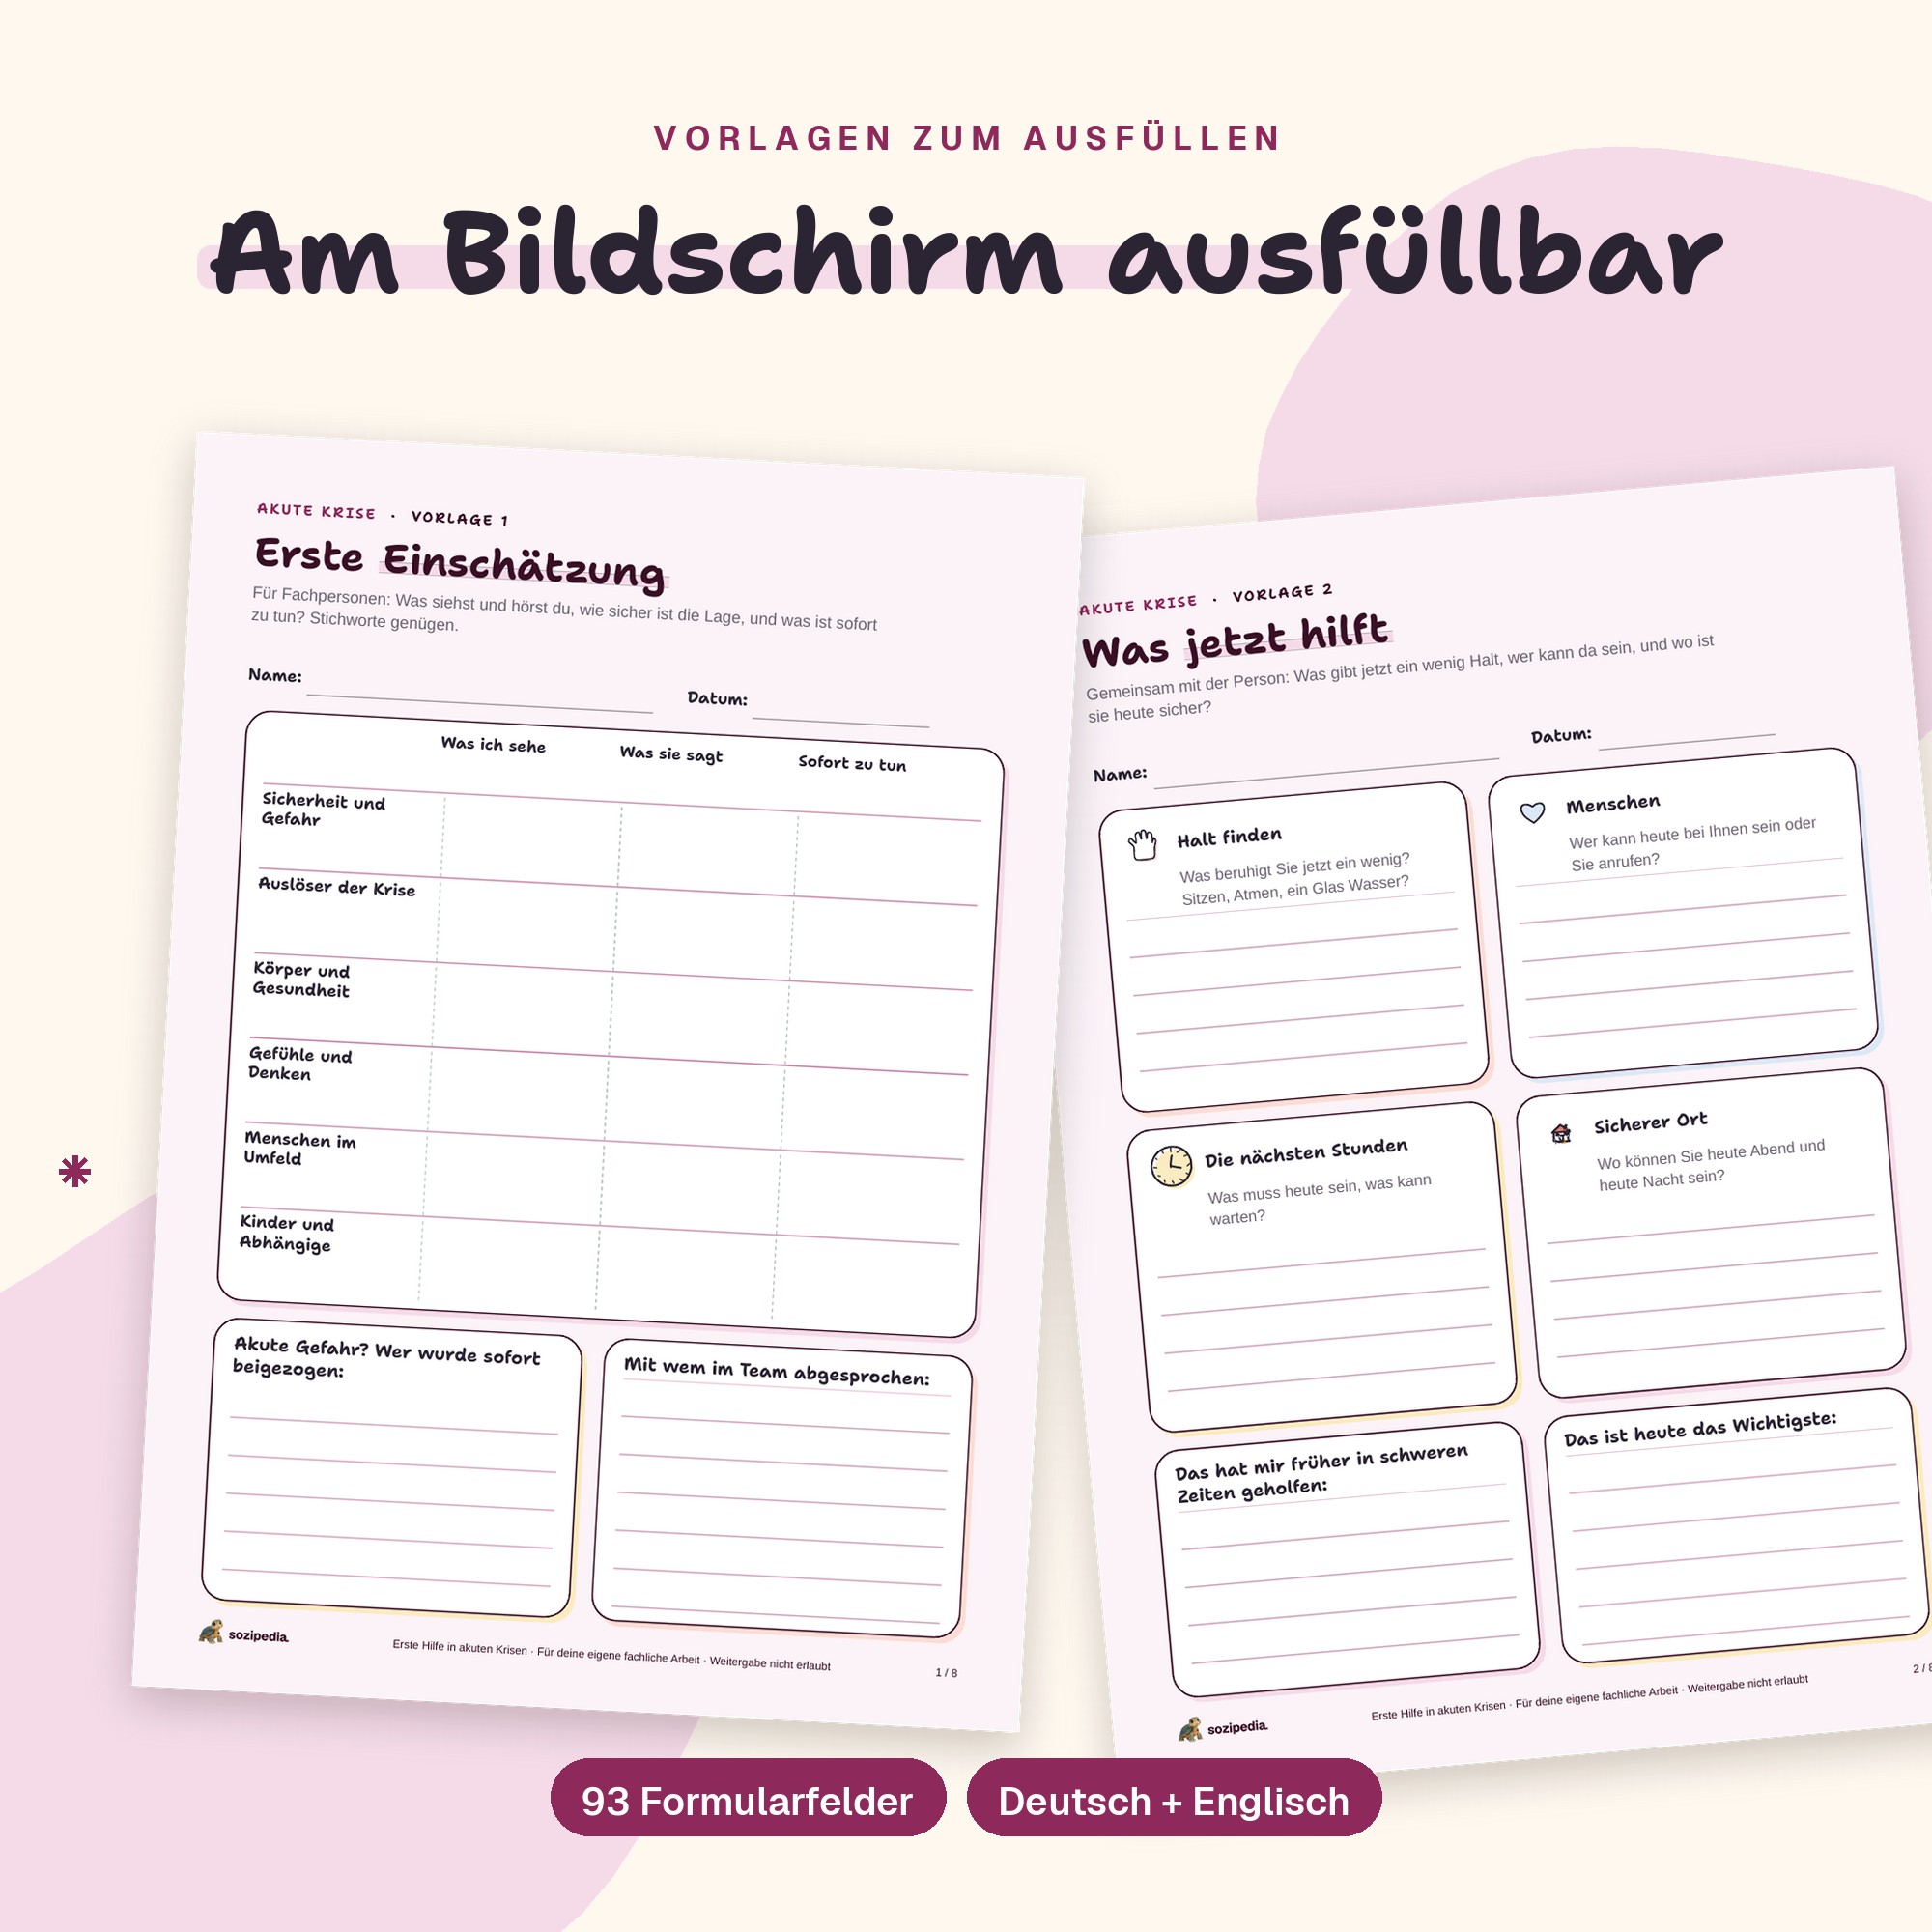 VORLAGEN ZUM AUSFÜLLEN
Am Bildschirm ausfüllbar
AKUTE KRISE · VORLAGE 1
Erste Einschätzung
Für Fachpersonen: Was siehst und hörst du, wie sicher ist die Lage, und was ist sofort
zu tun? Stichworte genügen.
Name:
Datum:
Was ich sehe
Was sie sagt
Sofort zu tun
Sicherheit und
Gefahr
Auslöser der Krise
Körper und
Gesundheit
Gefühle und
Denken
Menschen im
Umfeld
Kinder und
Abhängige
Akute Gefahr? Wer wurde sofort
beigezogen:
Mit wem im Team abgesprochen:
sozipedia.
Erste Hilfe in akuten Krisen · Für deine eigene fachliche Arbeit · Weitergabe nicht erlaubt
1 / 8
AKUTE KRISE · VORLAGE 2
Was jetzt hilft
Gemeinsam mit der Person: Was gibt jetzt ein wenig Halt, wer kann da sein, und wo ist
sie heute sicher?
Name:
Datum:
Halt finden
Was beruhigt Sie jetzt ein wenig?
Sitzen, Atmen, ein Glas Wasser?
Menschen
Wer kann heute bei Ihnen sein oder
Sie anrufen?
Die nächsten Stunden
Was muss heute sein, was kann
warten?
Sicherer Ort
Wo können Sie heute Abend und
heute Nacht sein?
Das hat mir früher in schweren
Zeiten geholfen:
Das ist heute das Wichtigste:
sozipedia.
Erste Hilfe in akuten Krisen · Für deine eigene fachliche Arbeit · Weitergabe nicht erlaubt
2 / 8
93 Formularfelder
Deutsch + Englisch